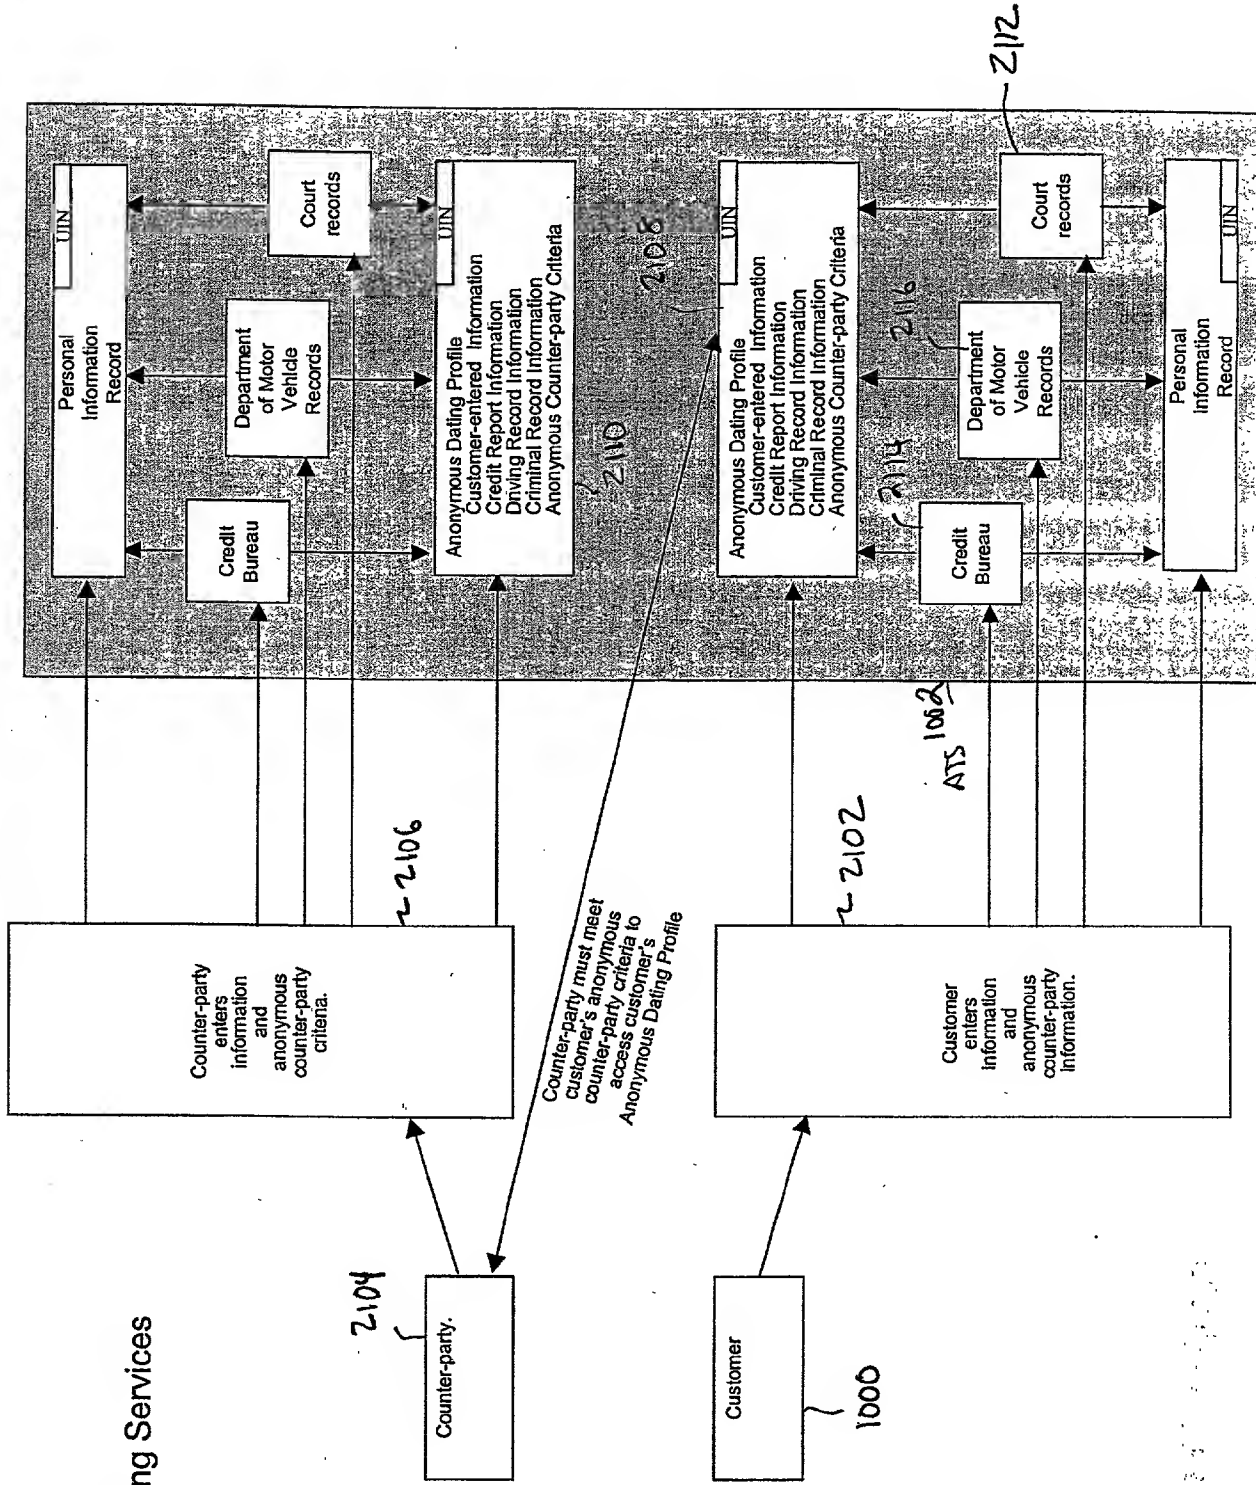 ng Services
2104
Counter-party.
Customer
1000
Counter-party
enters
information
and
anonymous
counter-party
criteria.
2106
Counter-party must meet
customer's anonymous
counter-party criteria to
access customer's
Anonymous Dating Profile
Customer
enters
information
and
anonymous
counter-party
information.
2102
ATS 1002
Personal
Information
Record
UIN
Credit
Bureau
Department
of Motor
Vehicle
Records
Court
records
Anonymous Dating Profile
Customer-entered Information
Credit Report Information
Driving Record Information
Criminal Record Information
Anonymous Counter-party Criteria
UIN
2110
2108
Anonymous Dating Profile
Customer-entered Information
Credit Report Information
Driving Record Information
Criminal Record Information
Anonymous Counter-party Criteria
UIN
2114
Credit
Bureau
2116
Department
of Motor
Vehicle
Records
2112
Court
records
Personal
Information
Record
UIN